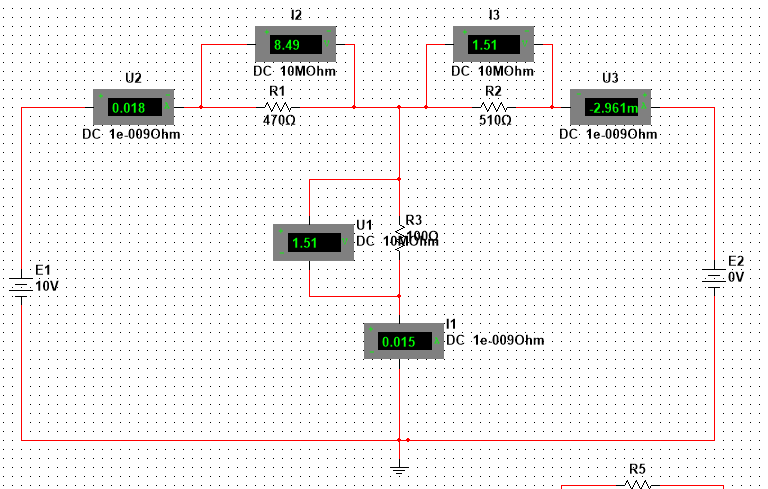 I2
8.49
DC 10MOhm
I3
1.51
DC 10MOhm
U2
0.018
DC 1e-009Ohm
R1
470Ω
R2
510Ω
U3
-2.961m
DC 1e-009Ohm
U1
1.51
DC 10MOhm
R3
100Ω
E1
10V
E2
0V
I1
0.015
DC 1e-009Ohm
R5